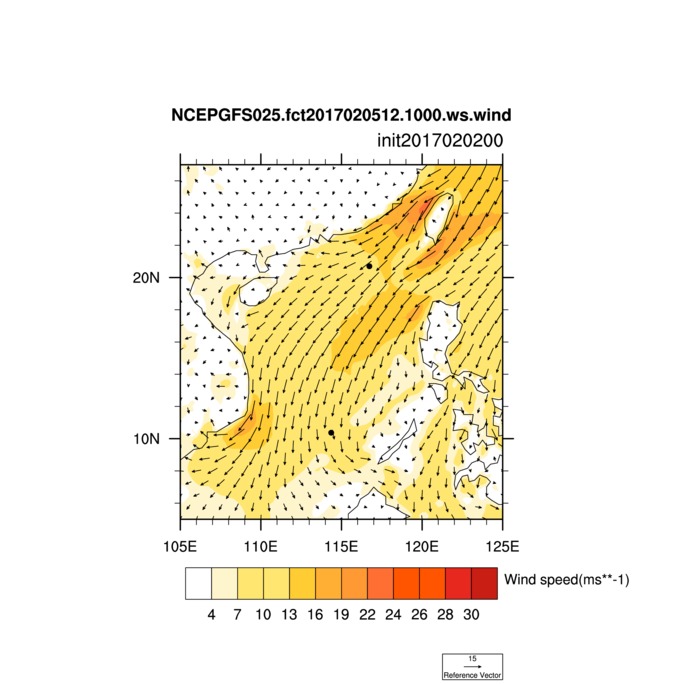 NCEPGFS025.fct2017020512.1000.ws.wind
init2017020200
20N
10N
105E 110E 115E 120E 125E
Wind speed(ms**-1)
4 7 10 13 16 19 22 24 26 28 30
15
Reference Vector